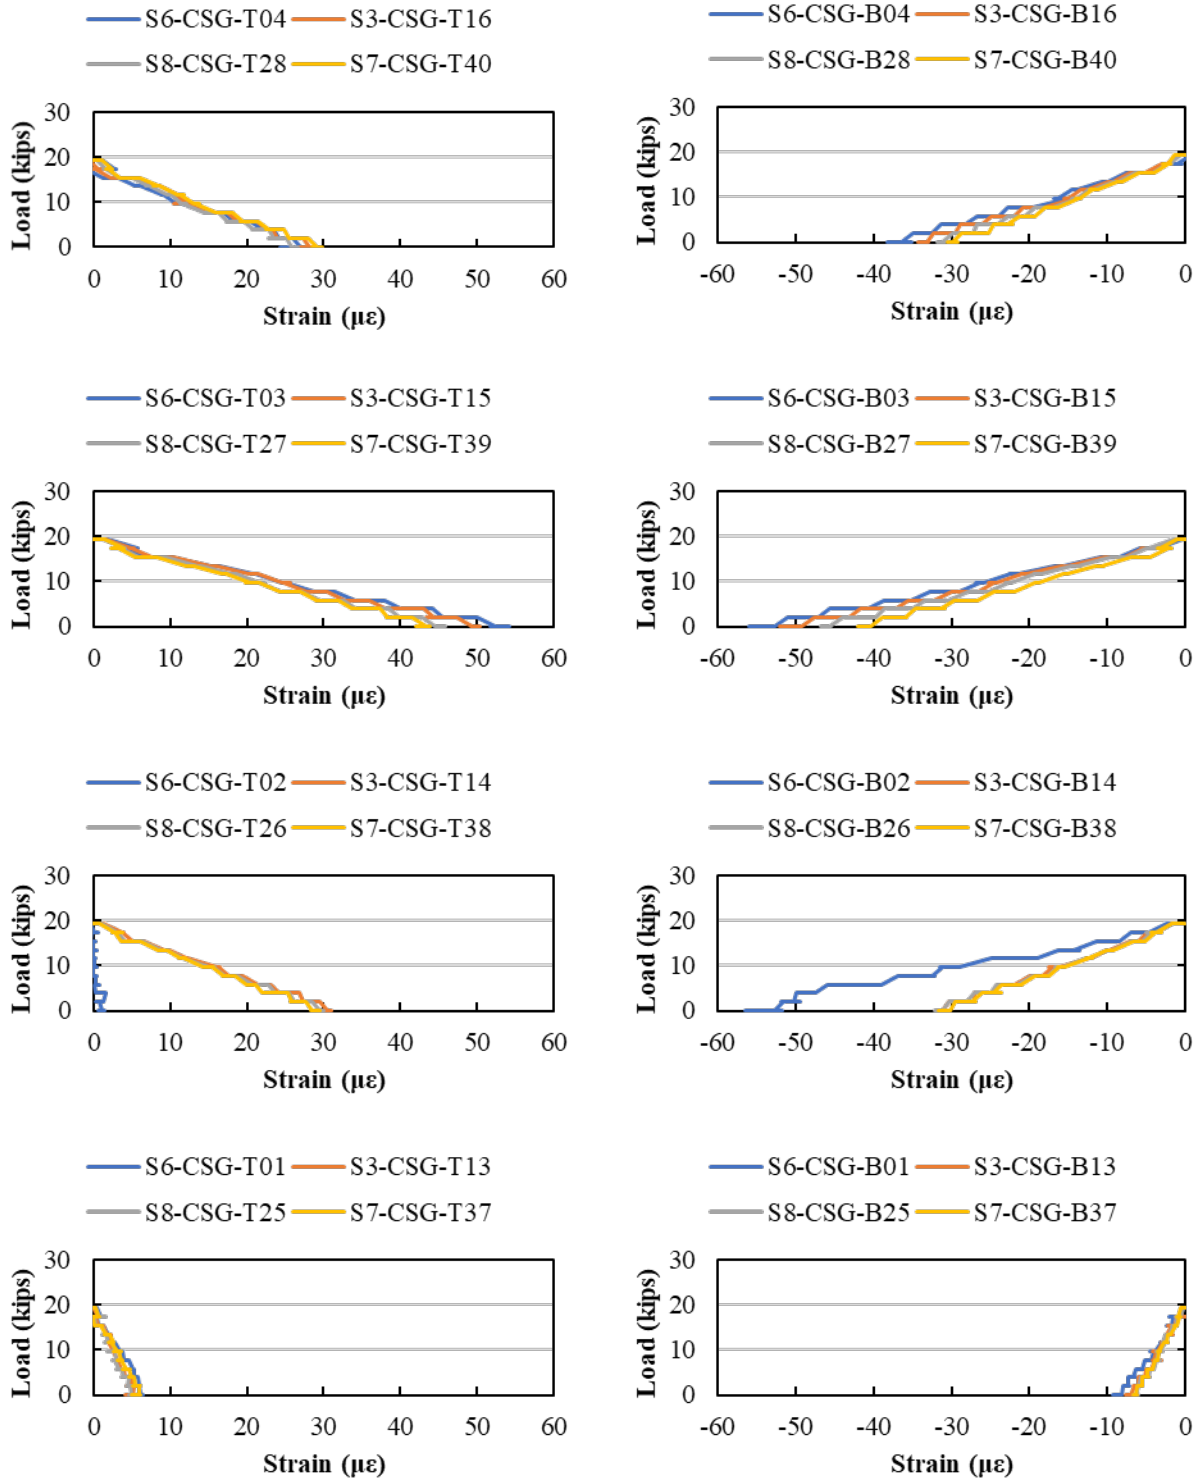 S6-CSG-T04 S3-CSG-T16
S8-CSG-T28 S7-CSG-T40
30
20
10
0
Load (kips)
0 10 20 30 40 50 60
Strain (με)
S6-CSG-B04 S3-CSG-B16
S8-CSG-B28 S7-CSG-B40
30
20
10
0
Load (kips)
-60 -50 -40 -30 -20 -10 0
Strain (με)
S6-CSG-T03 S3-CSG-T15
S8-CSG-T27 S7-CSG-T39
30
20
10
0
Load (kips)
0 10 20 30 40 50 60
Strain (με)
S6-CSG-B03 S3-CSG-B15
S8-CSG-B27 S7-CSG-B39
30
20
10
0
Load (kips)
-60 -50 -40 -30 -20 -10 0
Strain (με)
S6-CSG-T02 S3-CSG-T14
S8-CSG-T26 S7-CSG-T38
30
20
10
0
Load (kips)
0 10 20 30 40 50 60
Strain (με)
S6-CSG-B02 S3-CSG-B14
S8-CSG-B26 S7-CSG-B38
30
20
10
0
Load (kips)
-60 -50 -40 -30 -20 -10 0
Strain (με)
S6-CSG-T01 S3-CSG-T13
S8-CSG-T25 S7-CSG-T37
30
20
10
0
Load (kips)
0 10 20 30 40 50 60
Strain (με)
S6-CSG-B01 S3-CSG-B13
S8-CSG-B25 S7-CSG-B37
30
20
10
0
Load (kips)
-60 -50 -40 -30 -20 -10 0
Strain (με)